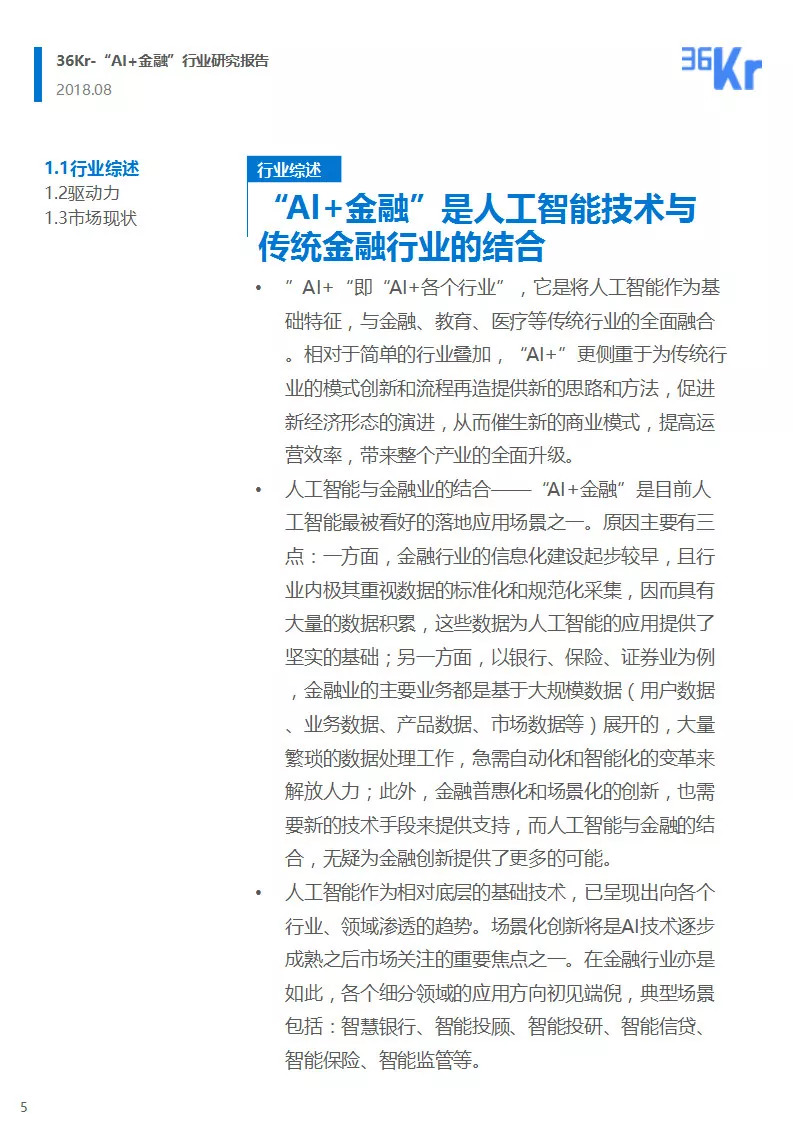 36Kr-“AI+金融”行业研究报告
2018.08
36Kr
1.1行业综述
1.2驱动力
1.3市场现状
行业综述
“AI+金融”是人工智能技术与
传统金融行业的结合
• ”AI+“即“AI+各个行业”，它是将人工智能作为基
础特征，与金融、教育、医疗等传统行业的全面融合
。相对于简单的行业叠加，“AI+”更侧重于为传统行
业的模式创新和流程再造提供新的思路和方法，促进
新经济形态的演进，从而催生新的商业模式，提高运
营效率，带来整个产业的全面升级。
• 人工智能与金融业的结合——“AI+金融”是目前人
工智能最被看好的落地应用场景之一。原因主要有三
点：一方面，金融行业的信息化建设起步较早，且行
业内极其重视数据的标准化和规范化采集，因而具有
大量的数据积累，这些数据为人工智能的应用提供了
坚实的基础；另一方面，以银行、保险、证券业为例
，金融业的主要业务都是基于大规模数据（用户数据
、业务数据、产品数据、市场数据等）展开的，大量
繁琐的数据处理工作，急需自动化和智能化的变革来
解放人力；此外，金融普惠化和场景化的创新，也需
要新的技术手段来提供支持，而人工智能与金融的结
合，无疑为金融创新提供了更多的可能。
• 人工智能作为相对底层的基础技术，已呈现出向各个
行业、领域渗透的趋势。场景化创新将是AI技术逐步
成熟之后市场关注的重要焦点之一。在金融行业亦是
如此，各个细分领域的应用方向初见端倪，典型场景
包括：智慧银行、智能投顾、智能投研、智能信贷、
智能保险、智能监管等。
5